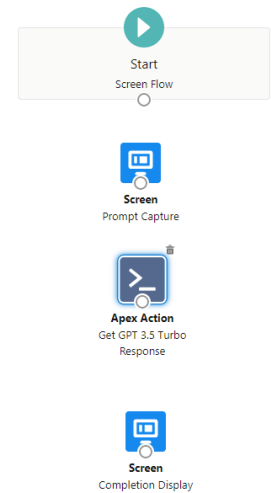 Start
Screen Flow
Screen
Prompt Capture
Apex Action
Get GPT 3.5 Turbo
Response
Screen
Completion Display